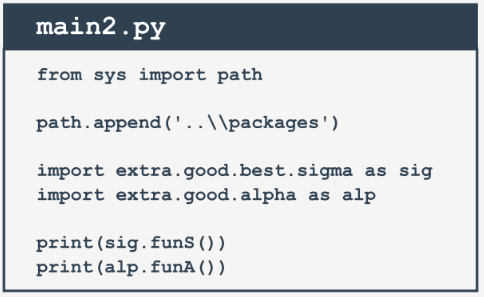 main2.py
from sys import path
path.append('..\\packages')
import extra.good.best.sigma as sig
import extra.good.alpha as alp
print(sig.funS())
print(alp.funA())